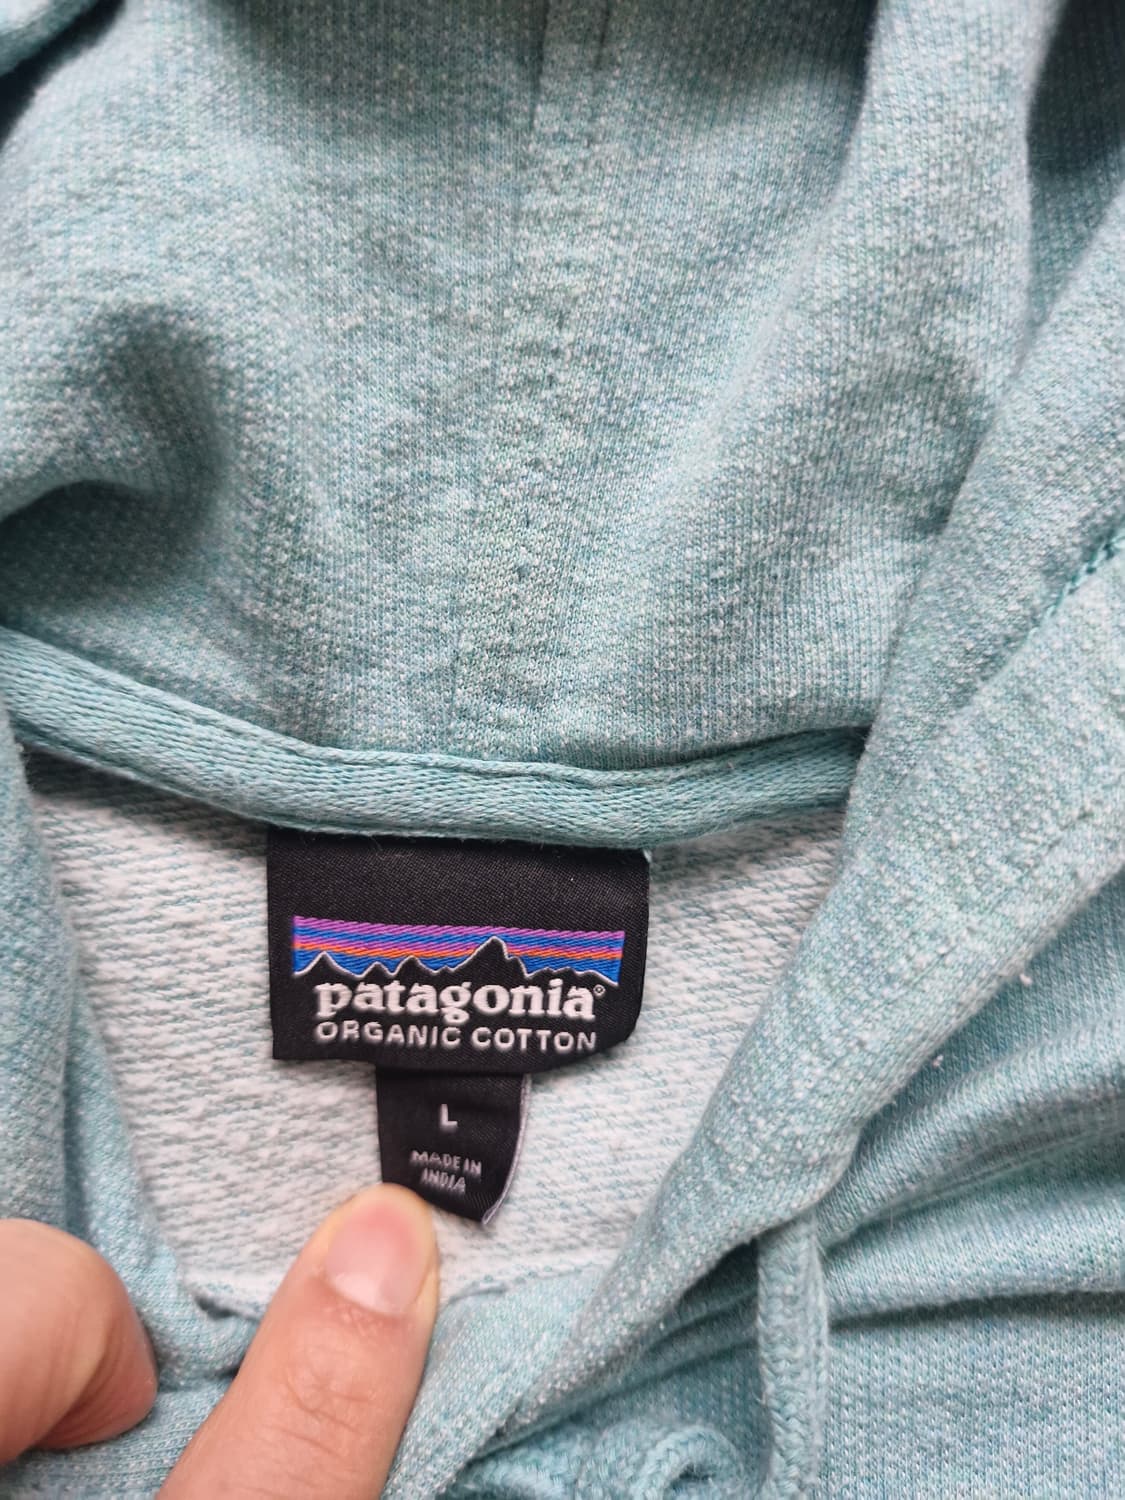 patagonia®
ORGANIC COTTON
L
MADE IN
INDIA